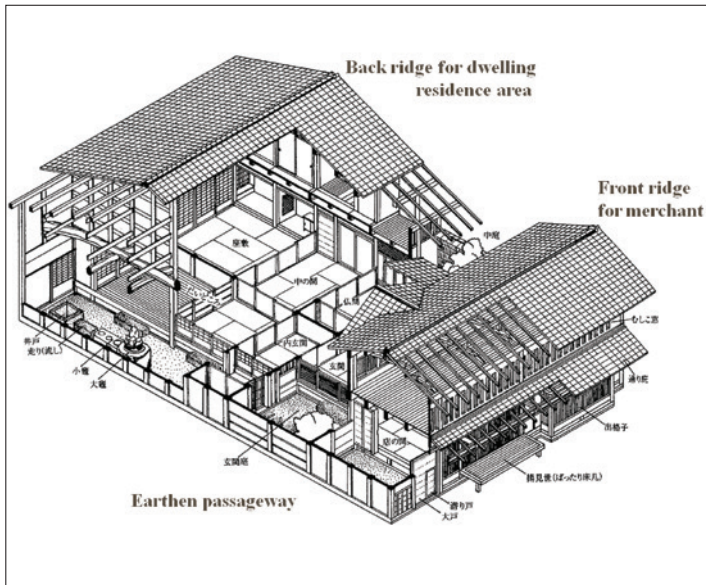 Back ridge for dwelling
residence area
Front ridge
for merchant
中庭
座敷
中の間
仏間
むしこ窓
井戸
走り(流し)
小竈
大竈
内玄関
玄関
通り庇
出格子
店の間
玄関庭
揚見世(ばったり床几)
潜り戸
大戸
Earthen passageway